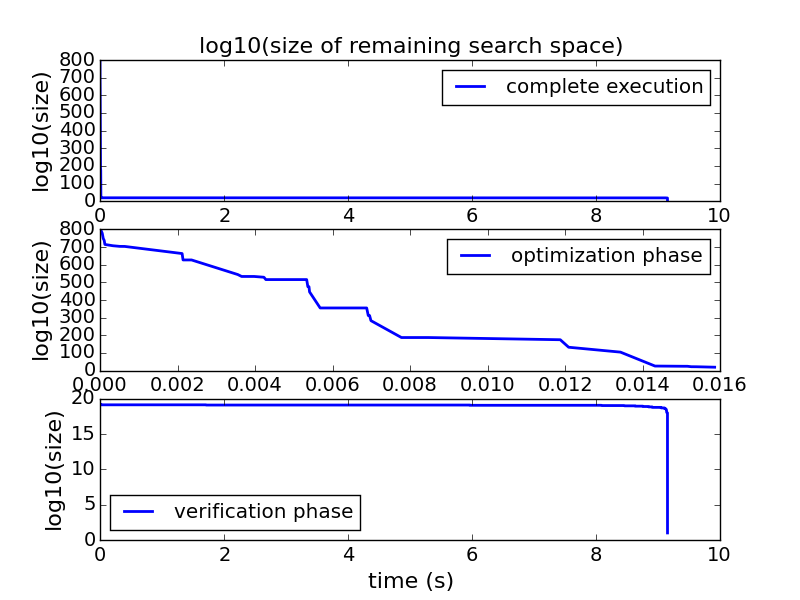 log10(size of remaining search space)
800
700
600
500
400
300
200
100
0
log10(size)
complete execution
0 2 4 6 8 10
800
700
600
500
400
300
200
100
0
log10(size)
optimization phase
0.000 0.002 0.004 0.006 0.008 0.010 0.012 0.014 0.016
20
15
10
5
0
log10(size)
verification phase
0 2 4 6 8 10
time (s)